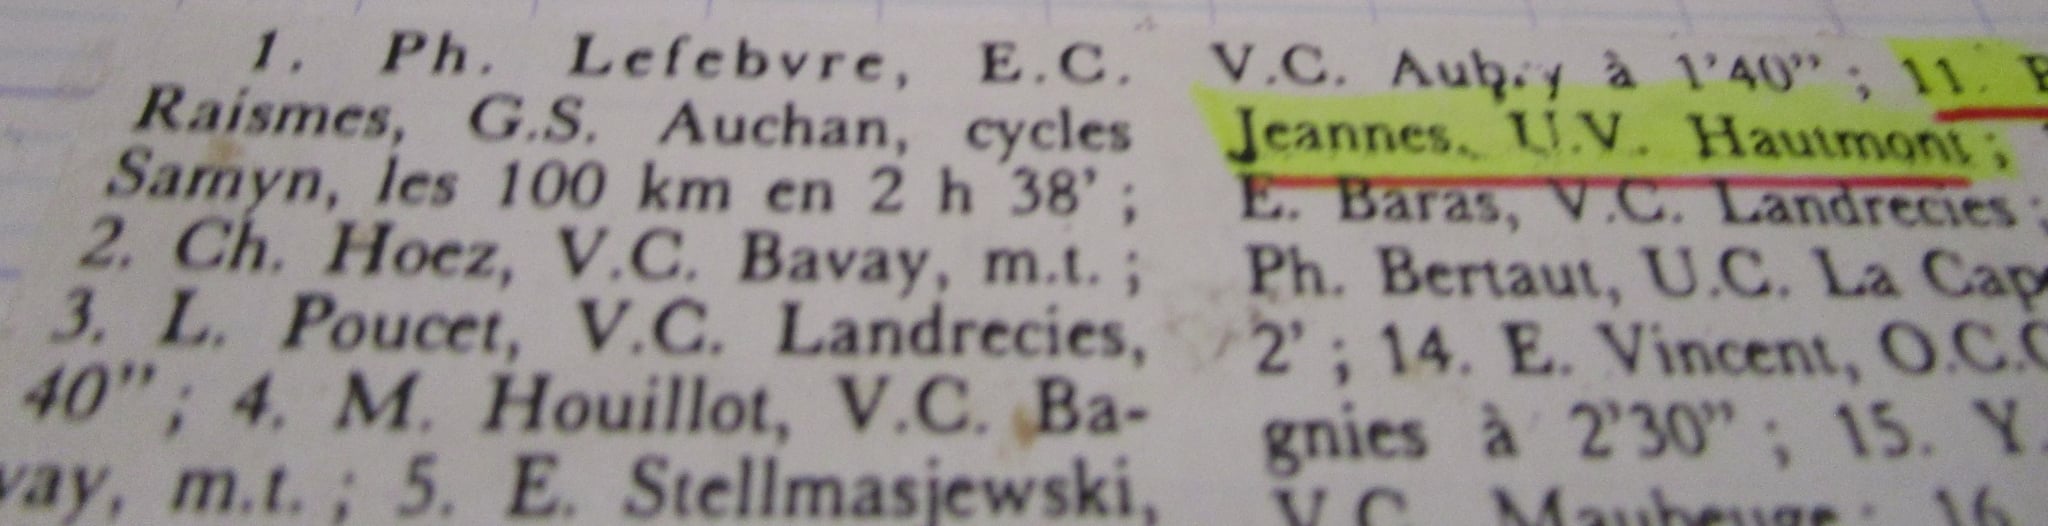 1. Ph. Lefebvre, E.C.
Raismes, G.S. Auchan, cycles
Samyn, les 100 km en 2 h 38' ;
2. Ch. Hoez, V.C. Bavay, m.t. ;
3. L. Poucet, V.C. Landrecies,
40" ; 4. M. Houillot, V.C. Ba-
vay, m.t. ; 5. E. Stellmasjewski,
V.C. Aubry à 1'40" ; 11.
Jeannes, U.V. Hautmont ;
E. Baras, V.C. Landrecies ;
Ph. Bertaut, U.C. La Cap
2' ; 14. E. Vincent, O.C.
gnies à 2'30" ; 15. Y.
V.C. Maubeuge ; 16.